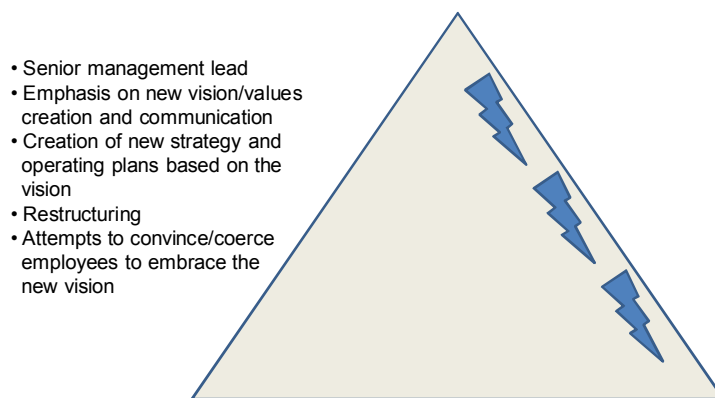 • Senior management lead
• Emphasis on new vision/values
creation and communication
• Creation of new strategy and
operating plans based on the
vision
• Restructuring
• Attempts to convince/coerce
employees to embrace the
new vision